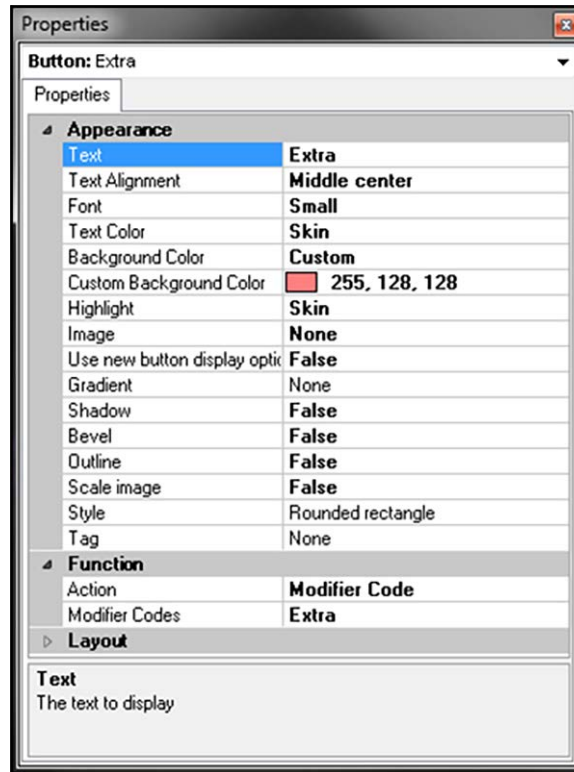 Properties
Button: Extra
Properties
Appearance
Text Extra
Text Alignment Middle center
Font Small
Text Color Skin
Background Color Custom
Custom Background Color 255, 128, 128
Highlight Skin
Image None
Use new button display optic False
Gradient None
Shadow False
Bevel False
Outline False
Scale image False
Style Rounded rectangle
Tag None
Function
Action Modifier Code
Modifier Codes Extra
Layout
Text
The text to display